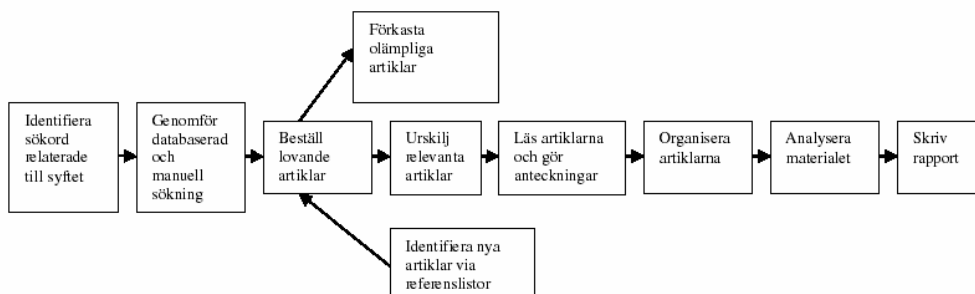 Förkasta
olämpliga
artiklar
Identifiera
sökord
relaterade
till syftet
Genomför
databaserad
och
manuell
sökning
Beställ
lovande
artiklar
Urskilj
relevanta
artiklar
Läs artiklarna
och gör
anteckningar
Organisera
artiklarna
Analysera
materialet
Skriv
rapport
Identifiera nya
artiklar via
referenslistor